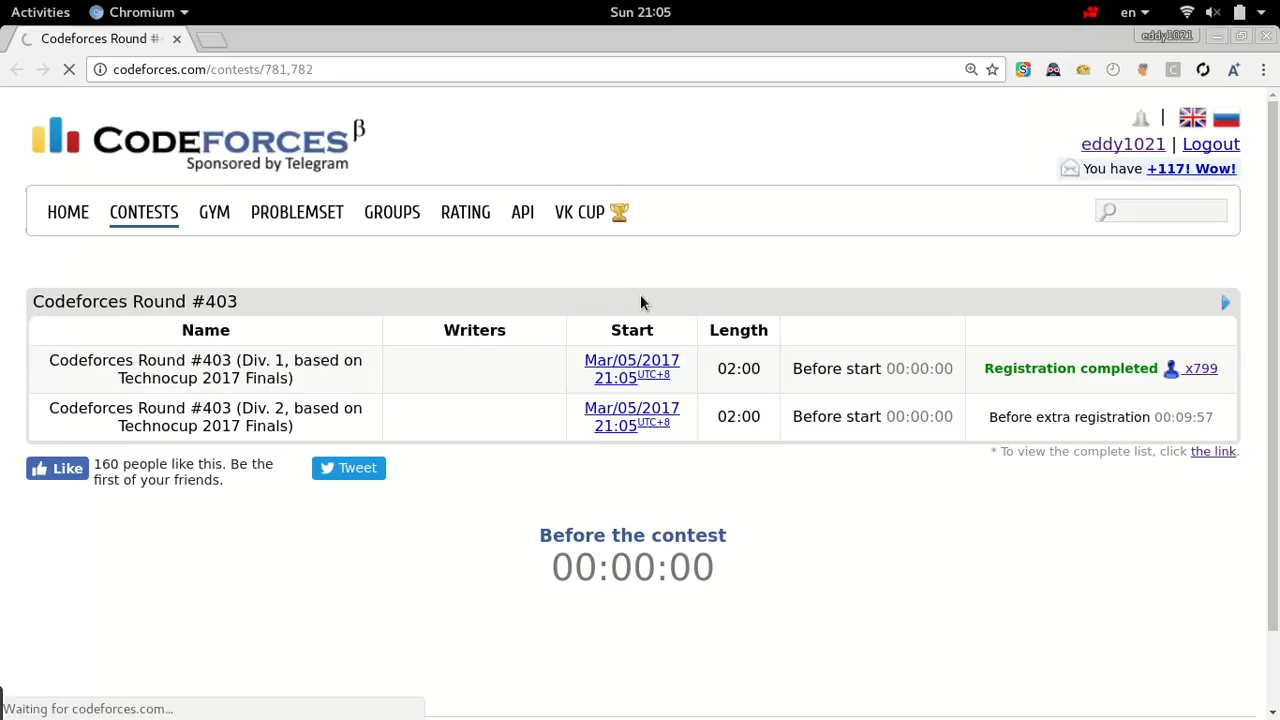 Activities Chromium Sun 21:05 en
Codeforces Round # eddy1021
codeforces.com/contests/781,782
CODEFORCES β
Sponsored by Telegram
eddy1021 | Logout
You have +117! Wow!
HOME CONTESTS GYM PROBLEMSET GROUPS RATING API VK CUP
Codeforces Round #403
Name Writers Start Length
Codeforces Round #403 (Div. 1, based on Technocup 2017 Finals) Mar/05/2017 21:05 UTC+8 02:00 Before start 00:00:00 Registration completed x799
Codeforces Round #403 (Div. 2, based on Technocup 2017 Finals) Mar/05/2017 21:05 UTC+8 02:00 Before start 00:00:00 Before extra registration 00:09:57
* To view the complete list, click the link.
Like 160 people like this. Be the first of your friends. Tweet
Before the contest
00:00:00
Waiting for codeforces.com...